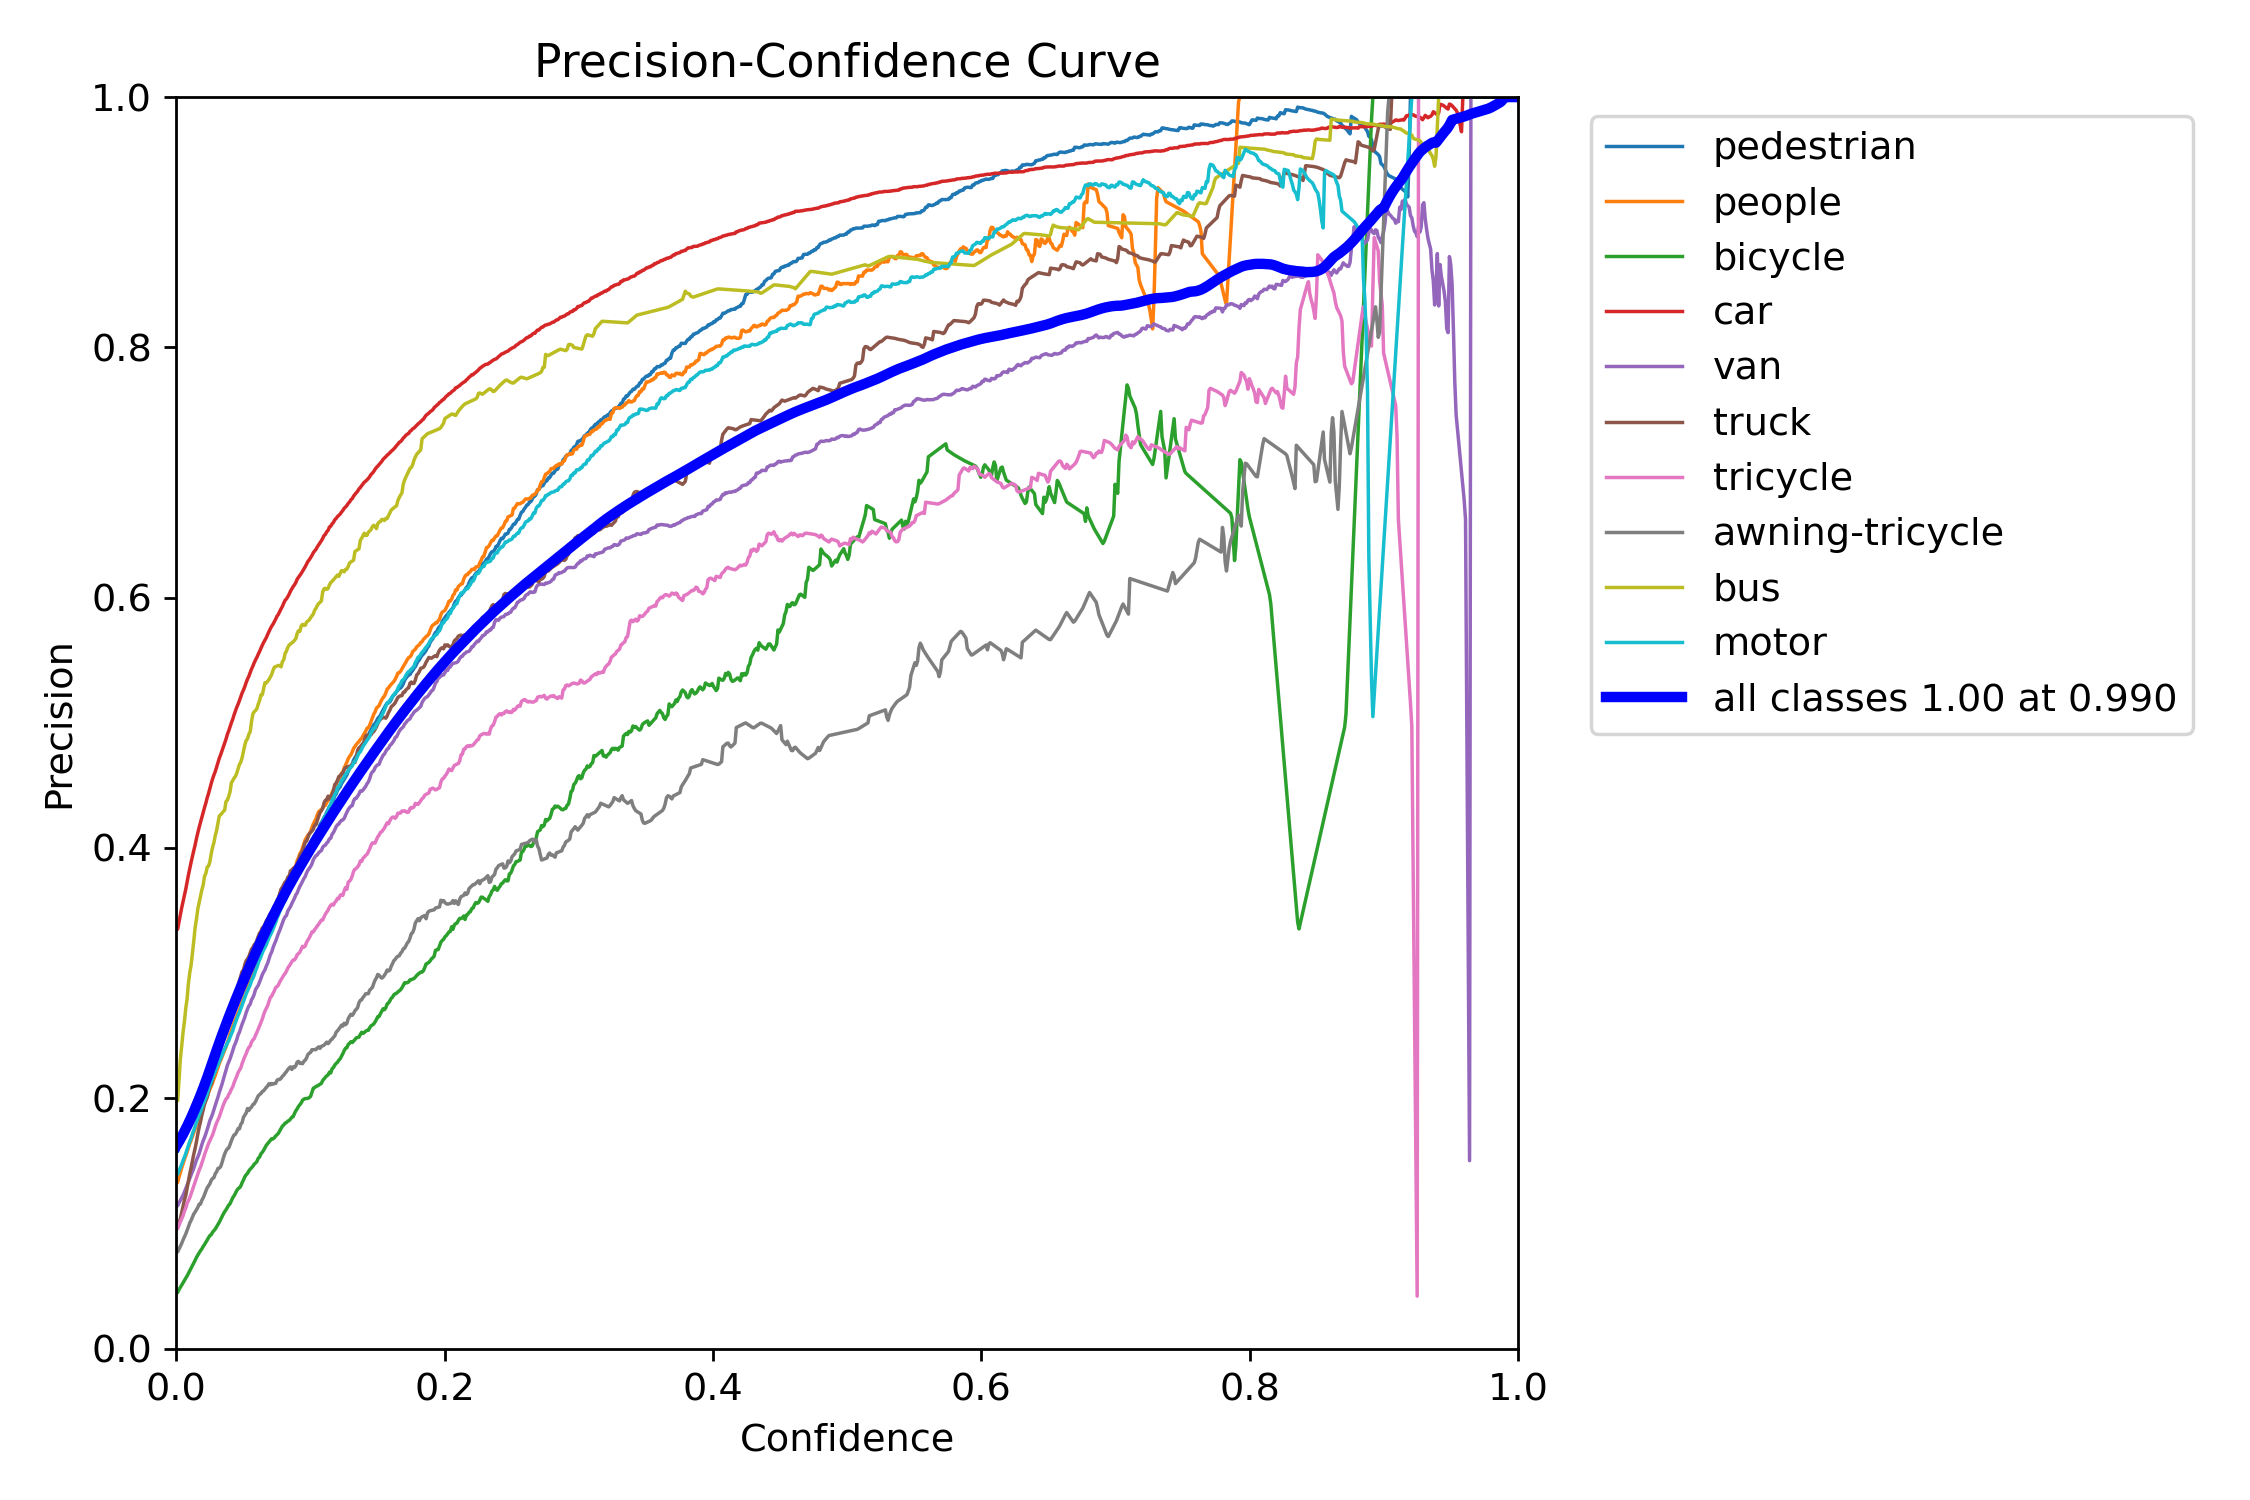 Precision-Confidence Curve
1.0
0.8
0.6
0.4
0.2
0.0
Precision
0.0 0.2 0.4 0.6 0.8 1.0
Confidence
pedestrian
people
bicycle
car
van
truck
tricycle
awning-tricycle
bus
motor
all classes 1.00 at 0.990